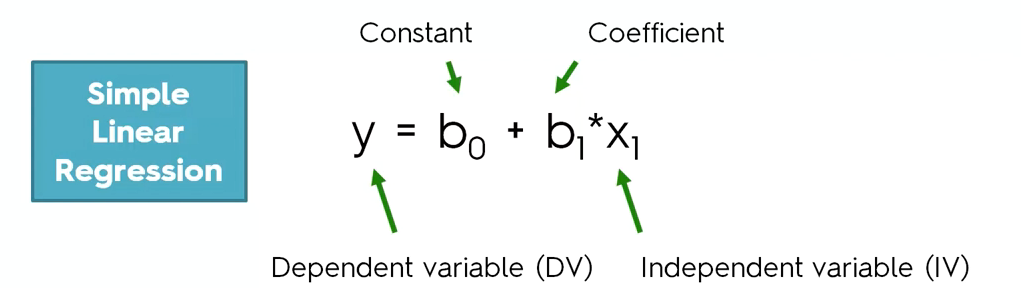 Constant
Coefficient
Simple
Linear
Regression
y = b₀ + b₁*x₁
Dependent variable (DV)
Independent variable (IV)